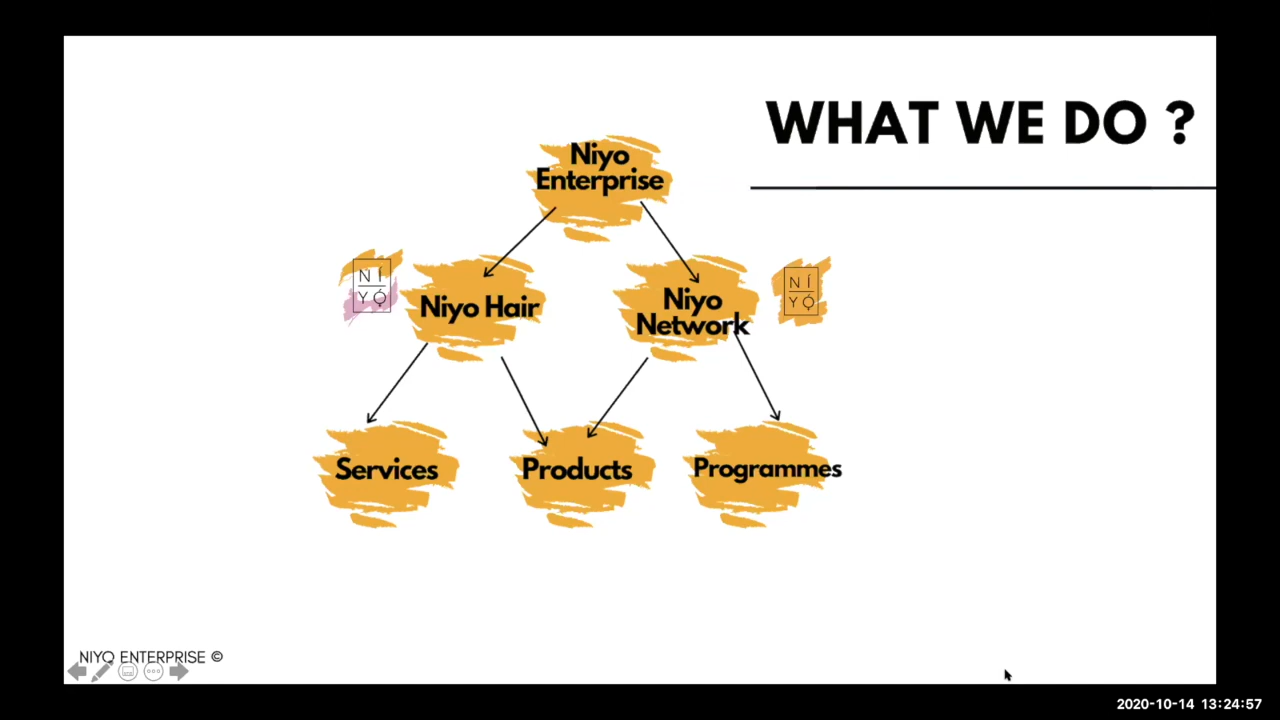 WHAT WE DO ?
Niyo
Enterprise
NÍ
YỌ́
Niyo Hair
Niyo
Network
NÍ
YỌ́
Services
Products
Programmes
NIYO ENTERPRISE ©
2020-10-14 13:24:57